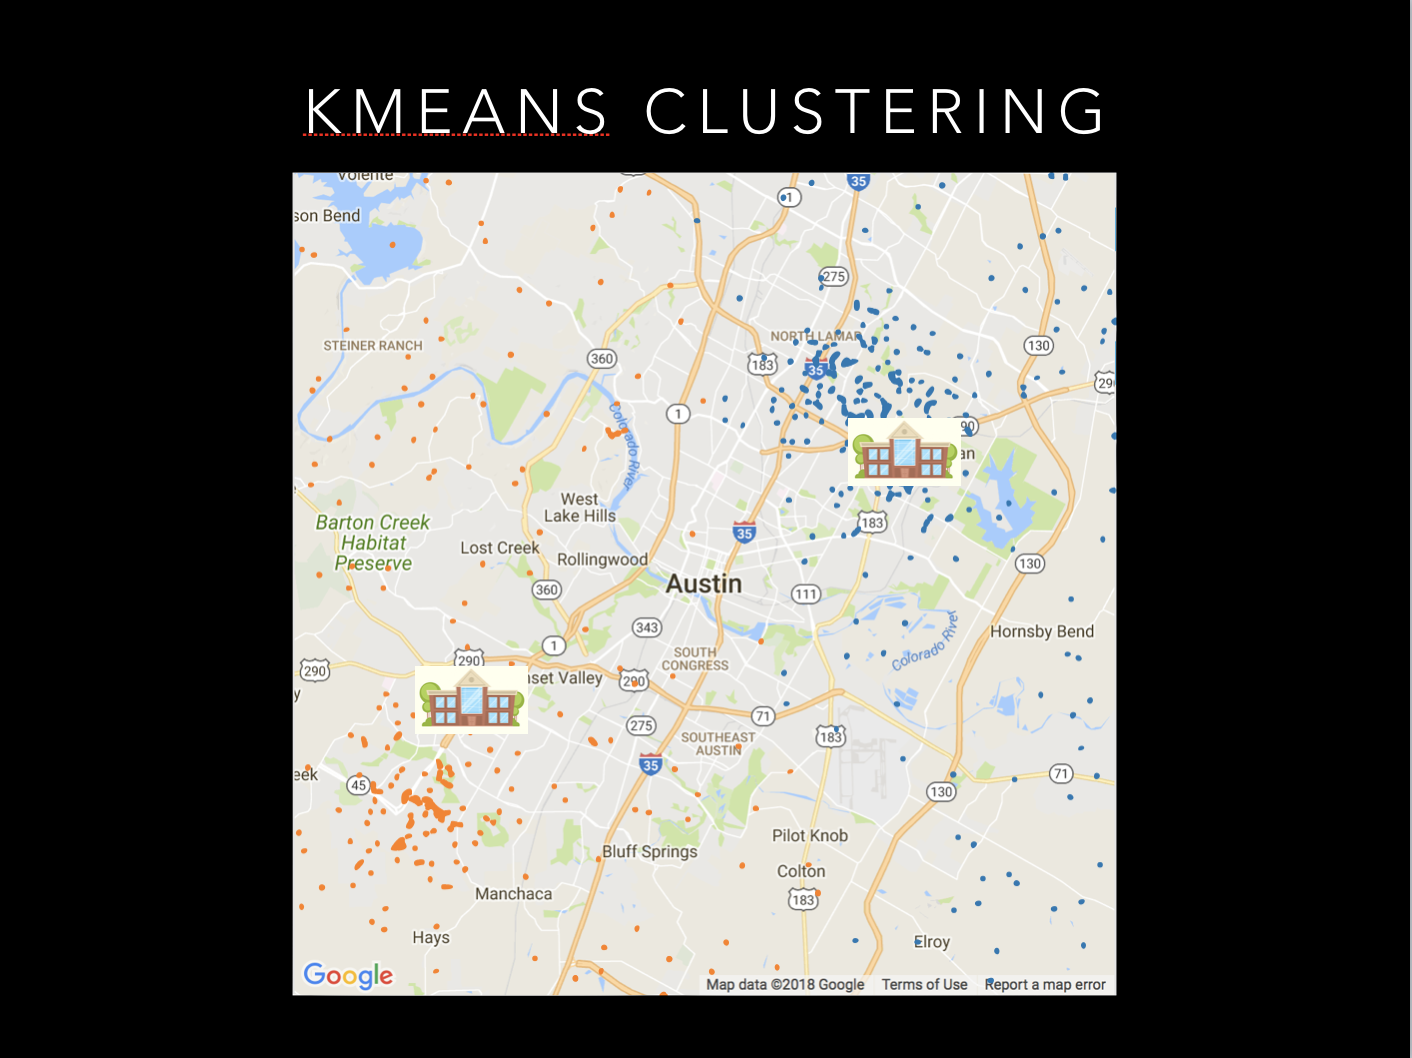 KMEANS CLUSTERING
Volente
son Bend
1
35
275
STEINER RANCH
NORTH LAMAR
130
360
183
35
290
1
Colorado River
90
an
West
Lake Hills
Barton Creek
Habitat
Preserve
183
35
Lost Creek
Rollingwood
130
Austin
360
111
343
Hornsby Bend
1
Colorado River
290
SOUTH
CONGRESS
290
nset Valley
290
y
275
71
183
SOUTHEAST
AUSTIN
35
eek
45
71
130
Pilot Knob
Bluff Springs
Colton
Manchaca
183
Hays
Elroy
Google
Map data ©2018 Google Terms of Use Report a map error